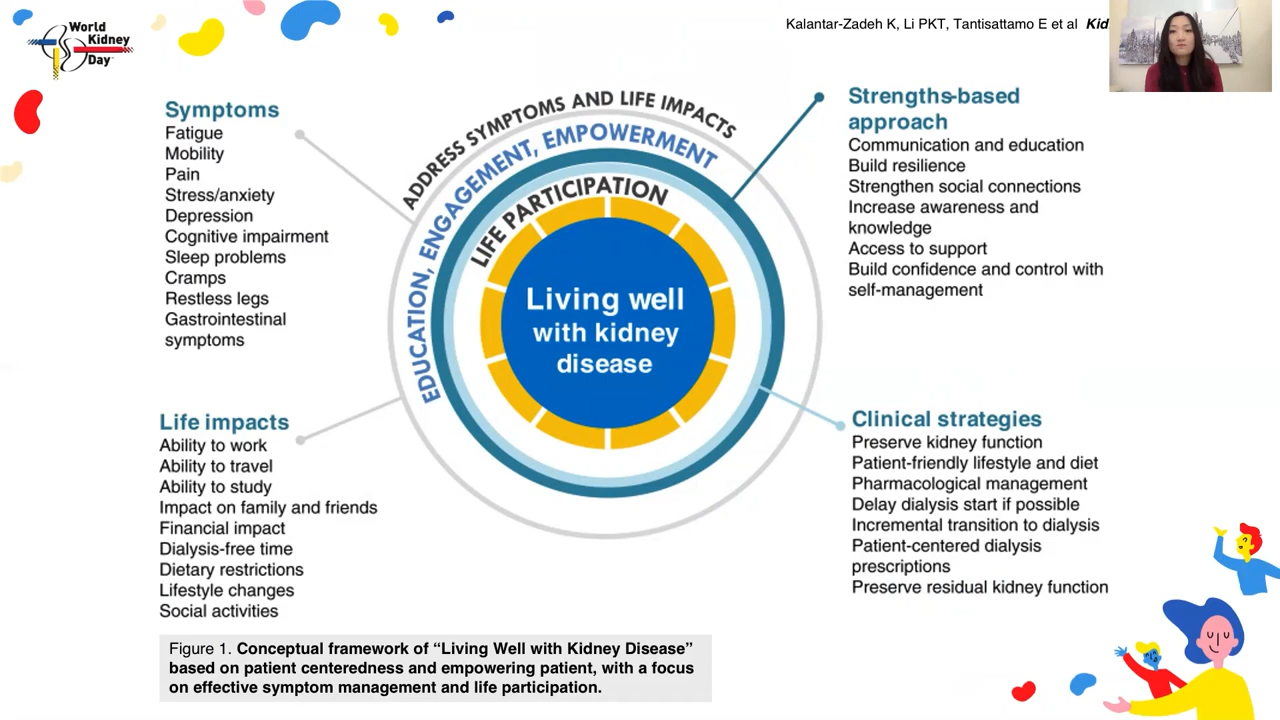 World
Kidney
Day
Kalantar-Zadeh K, Li PKT, Tantisattamo E et al
ADDRESS SYMPTOMS AND LIFE IMPACTS
EDUCATION, ENGAGEMENT, EMPOWERMENT
LIFE PARTICIPATION
Living well
with kidney
disease
Symptoms
Fatigue
Mobility
Pain
Stress/anxiety
Depression
Cognitive impairment
Sleep problems
Cramps
Restless legs
Gastrointestinal
symptoms
Life impacts
Ability to work
Ability to travel
Ability to study
Impact on family and friends
Financial impact
Dialysis-free time
Dietary restrictions
Lifestyle changes
Social activities
Strengths-based
approach
Communication and education
Build resilience
Strengthen social connections
Increase awareness and
knowledge
Access to support
Build confidence and control with
self-management
Clinical strategies
Preserve kidney function
Patient-friendly lifestyle and diet
Pharmacological management
Delay dialysis start if possible
Incremental transition to dialysis
Patient-centered dialysis
prescriptions
Preserve residual kidney function
Figure 1. Conceptual framework of “Living Well with Kidney Disease”
based on patient centeredness and empowering patient, with a focus
on effective symptom management and life participation.